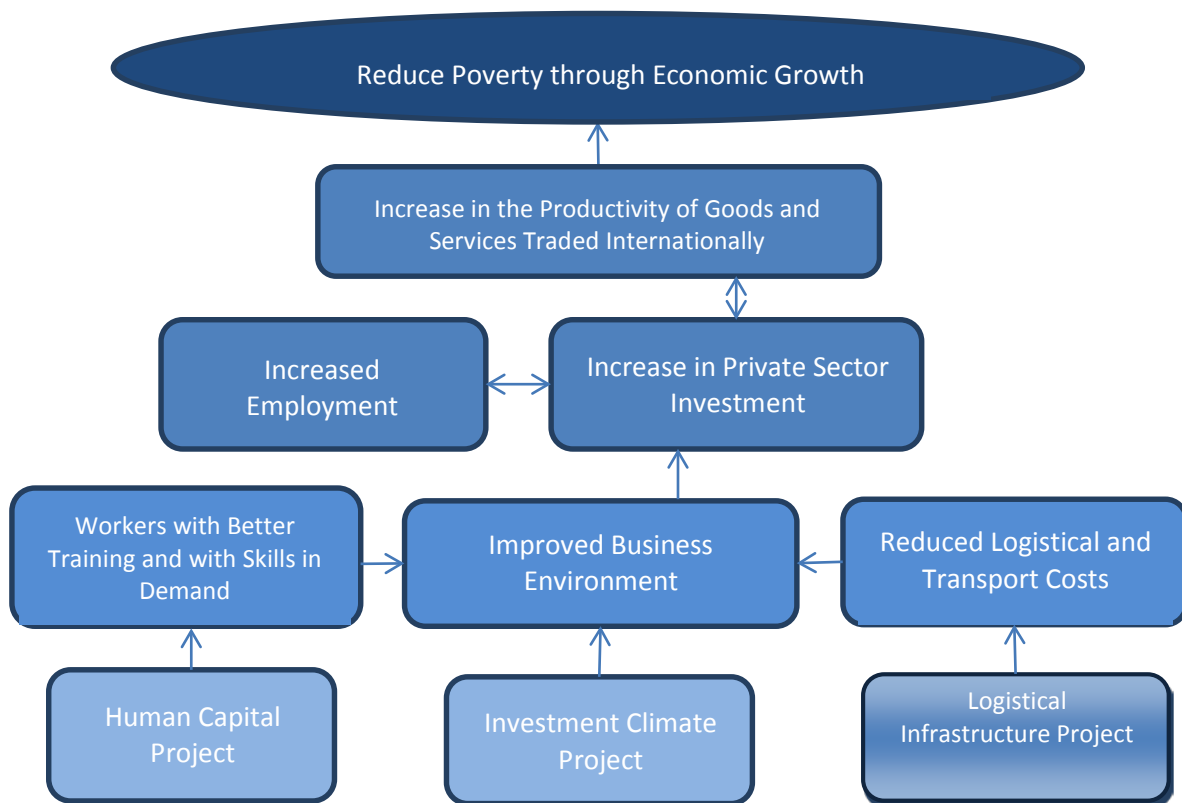 Reduce Poverty through Economic Growth
Increase in the Productivity of Goods and
Services Traded Internationally
Increased
Employment
Increase in Private Sector
Investment
Workers with Better
Training and with Skills in
Demand
Improved Business
Environment
Reduced Logistical and
Transport Costs
Human Capital
Project
Investment Climate
Project
Logistical
Infrastructure Project